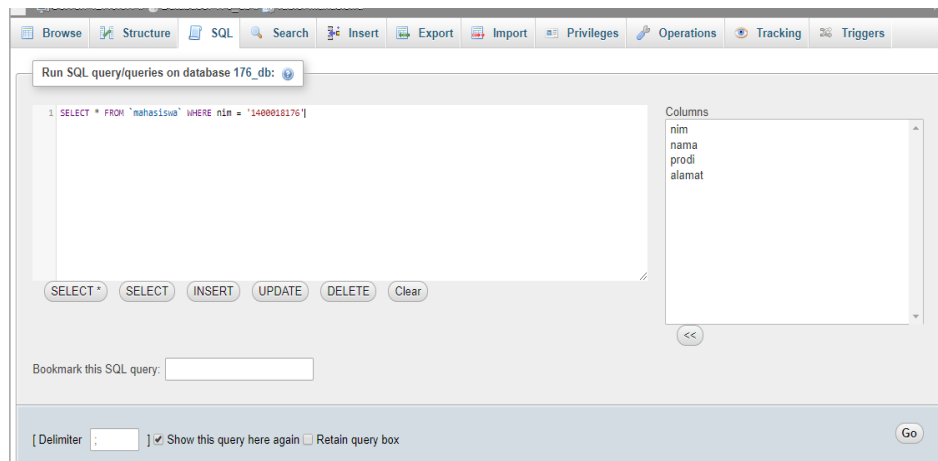 Browse Structure SQL Search Insert Export Import Privileges Operations Tracking Triggers
Run SQL query/queries on database 176_db:
1 SELECT * FROM `mahasiswa` WHERE nim = '1400018176'
Columns
nim
nama
prodi
alamat
SELECT * SELECT INSERT UPDATE DELETE Clear
<<
Bookmark this SQL query:
[ Delimiter ; ] Show this query here again Retain query box
Go